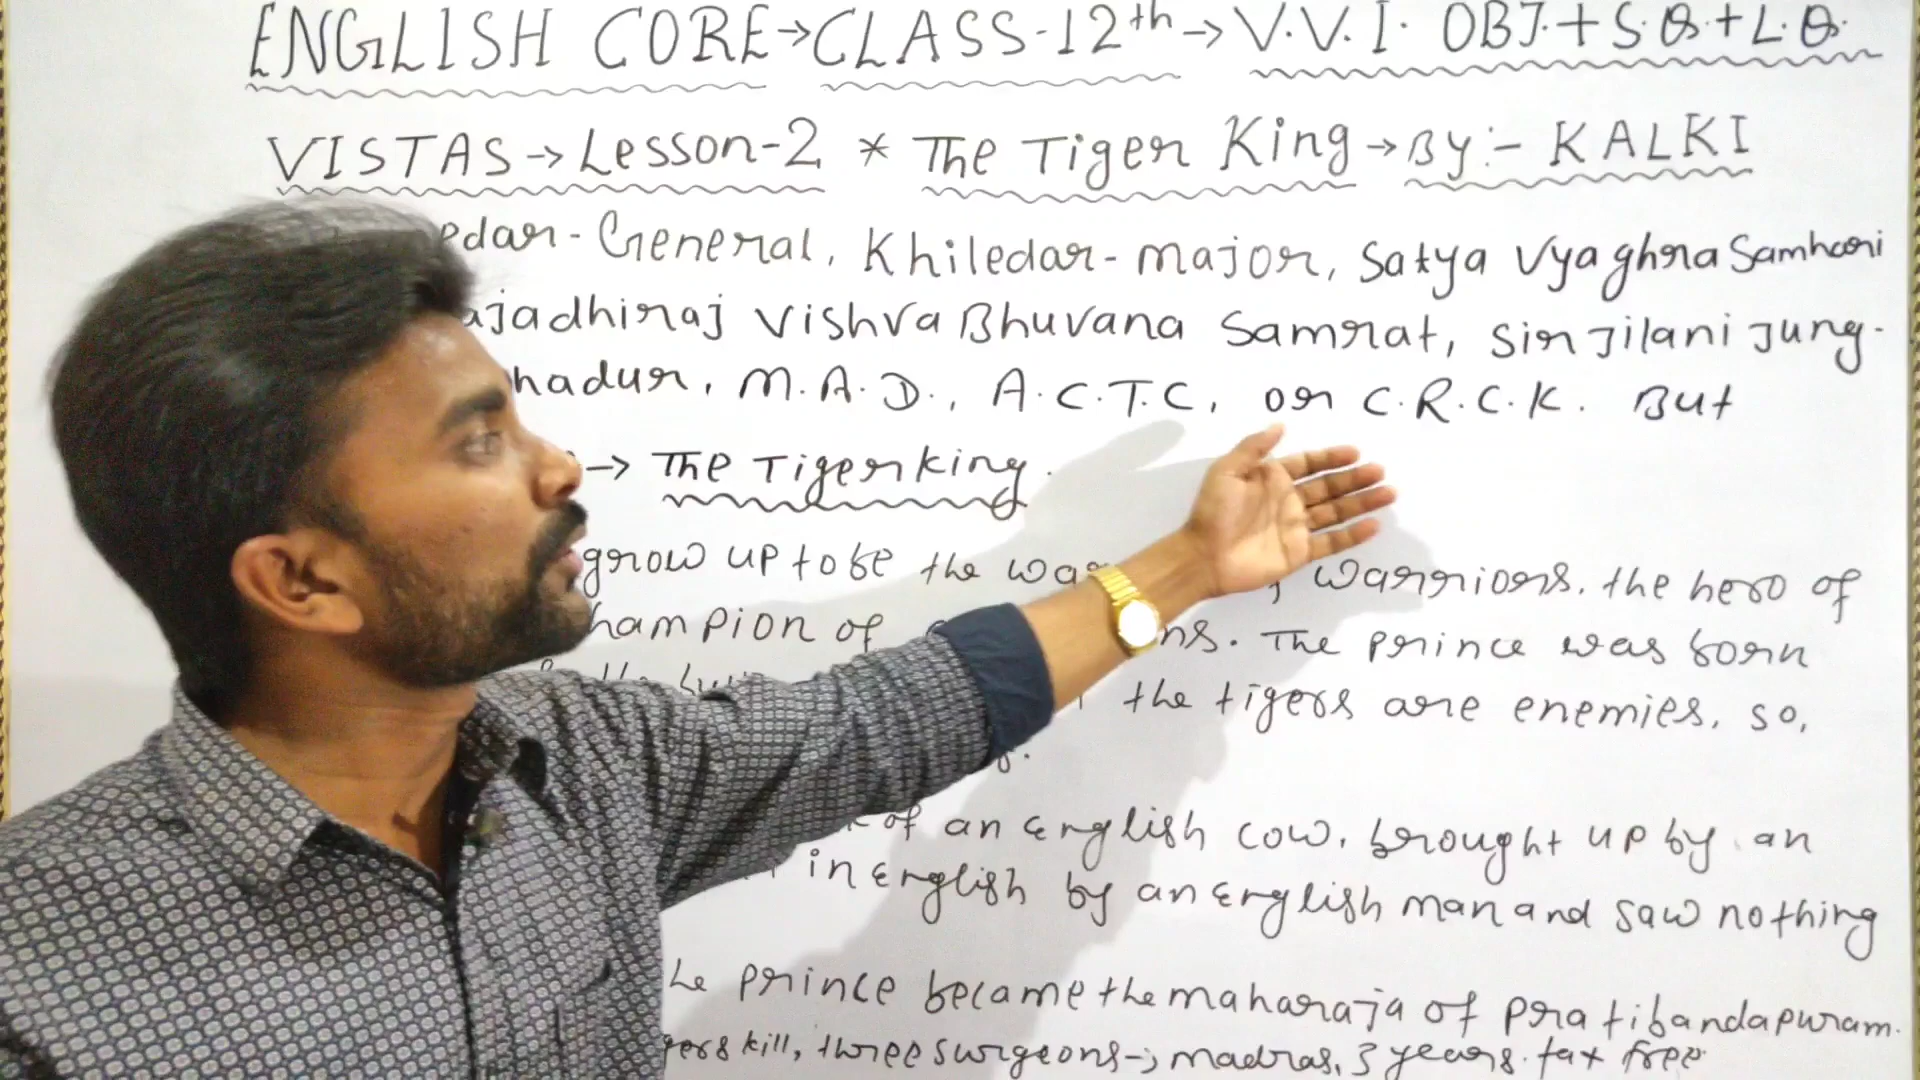 ENGLISH CORE→CLASS-12th→V.V.I. OBJ.+S.Q.+L.Q.
VISTAS→Lesson-2 * The Tiger King→By:- KALKI
edar-General, Khiledar-major, Satya Vyaghra Samhari
ajadhiraj Vishva Bhuvana Samrat, Sir Jilani Jung-
hadur, M.A.D., A.C.T.C, or C.R.C.K. But
→ The Tiger king.
grow up to be the warriors, the hero of
hampion of ns. The prince was born
the tigers are enemies. so,
of an English cow, brought up by an
in English by an English man and saw nothing
he prince became the maharaja of pratibandapuram.
gers kill, three surgeons→ madras, 3 years. tax free